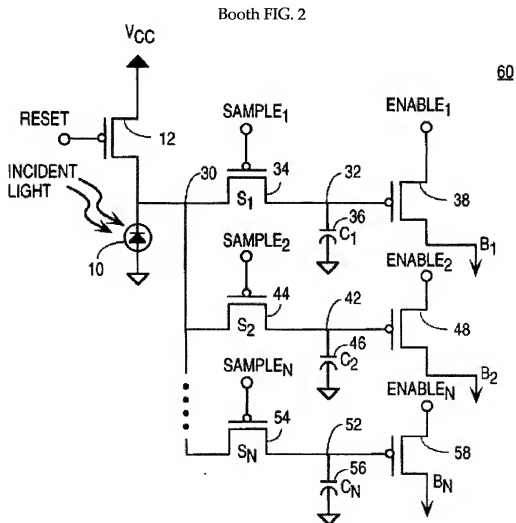 Booth FIG. 2
VCC
60
RESET
12
SAMPLE1
ENABLE1
INCIDENT
LIGHT
30
34
32
S1
36
C1
38
B1
10
SAMPLE2
ENABLE2
44
42
S2
46
C2
48
B2
SAMPLEN
ENABLEN
54
52
SN
56
CN
58
BN